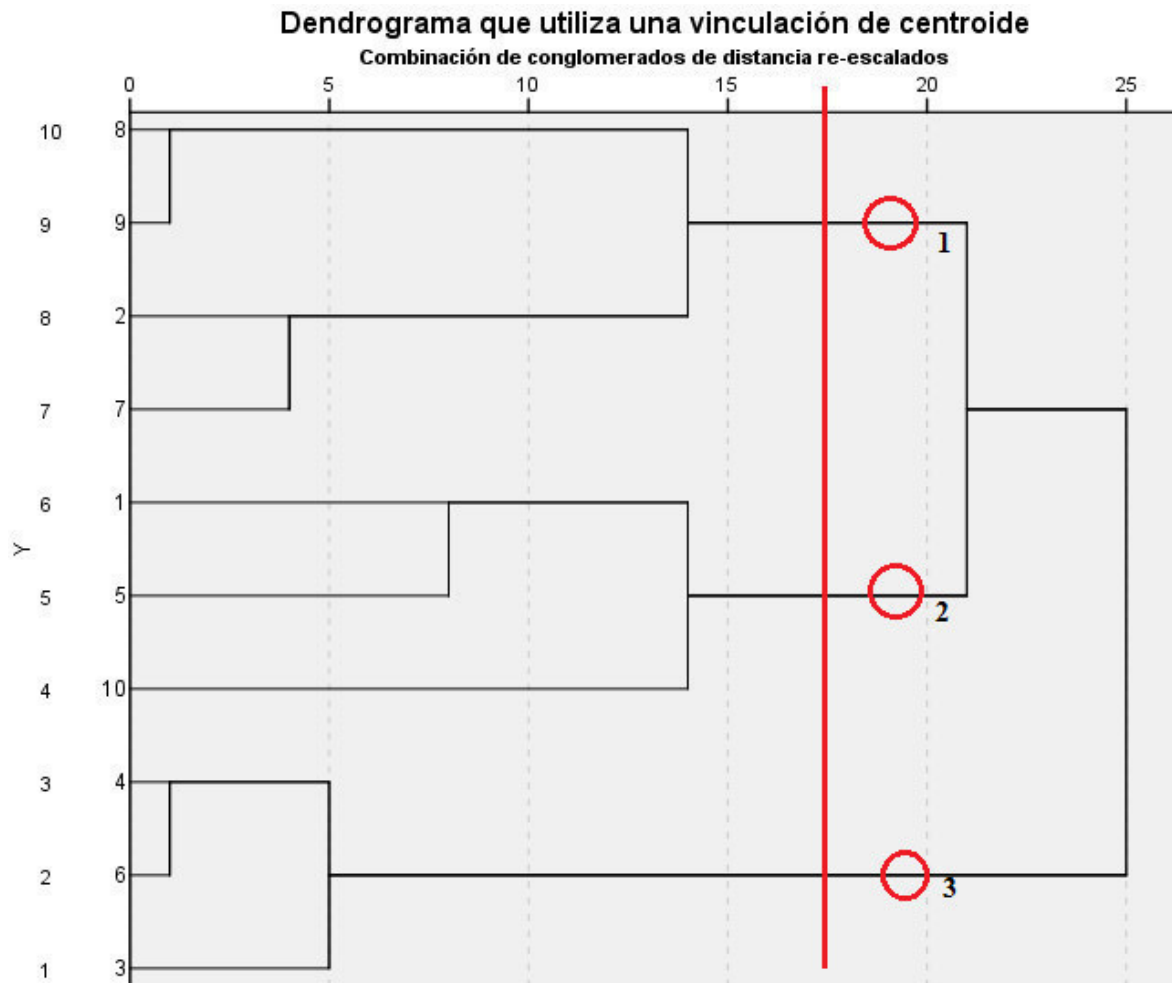 Dendrograma que utiliza una vinculación de centroide
Combinación de conglomerados de distancia re-escalados
0 5 10 15 20 25
10 8
9 9 1
8 2
7 7
6 1
Y
5 5 2
4 10
3 4
2 6 3
1 3